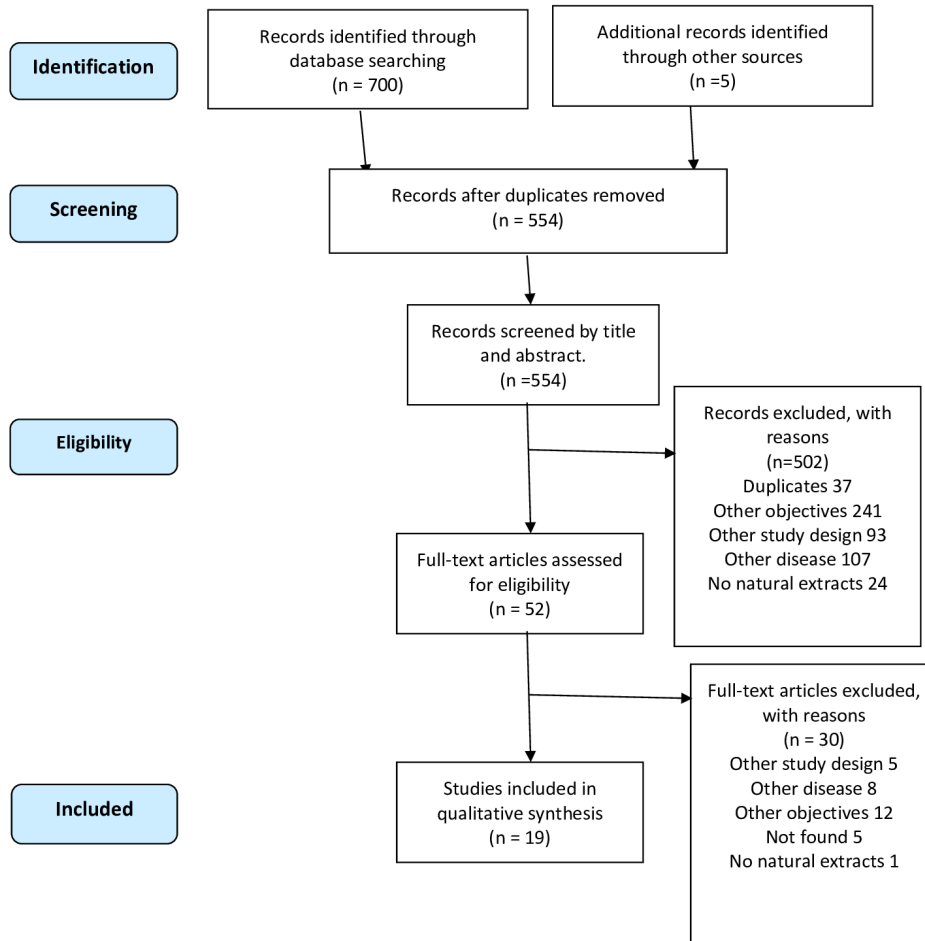 Identification
Records identified through
database searching
(n = 700)
Additional records identified
through other sources
(n =5)
Screening
Records after duplicates removed
(n = 554)
Records screened by title
and abstract.
(n =554)
Eligibility
Records excluded, with
reasons
(n=502)
Duplicates 37
Other objectives 241
Other study design 93
Other disease 107
No natural extracts 24
Full-text articles assessed
for eligibility
(n = 52)
Full-text articles excluded,
with reasons
(n = 30)
Other study design 5
Other disease 8
Other objectives 12
Not found 5
No natural extracts 1
Included
Studies included in
qualitative synthesis
(n = 19)